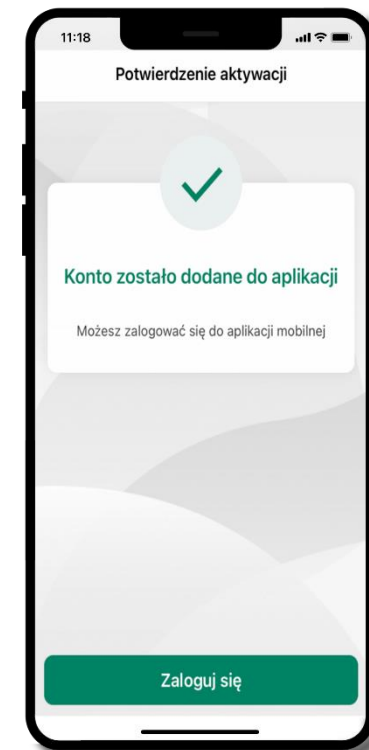 11:18
Potwierdzenie aktywacji
Konto zostało dodane do aplikacji
Możesz zalogować się do aplikacji mobilnej
Zaloguj się